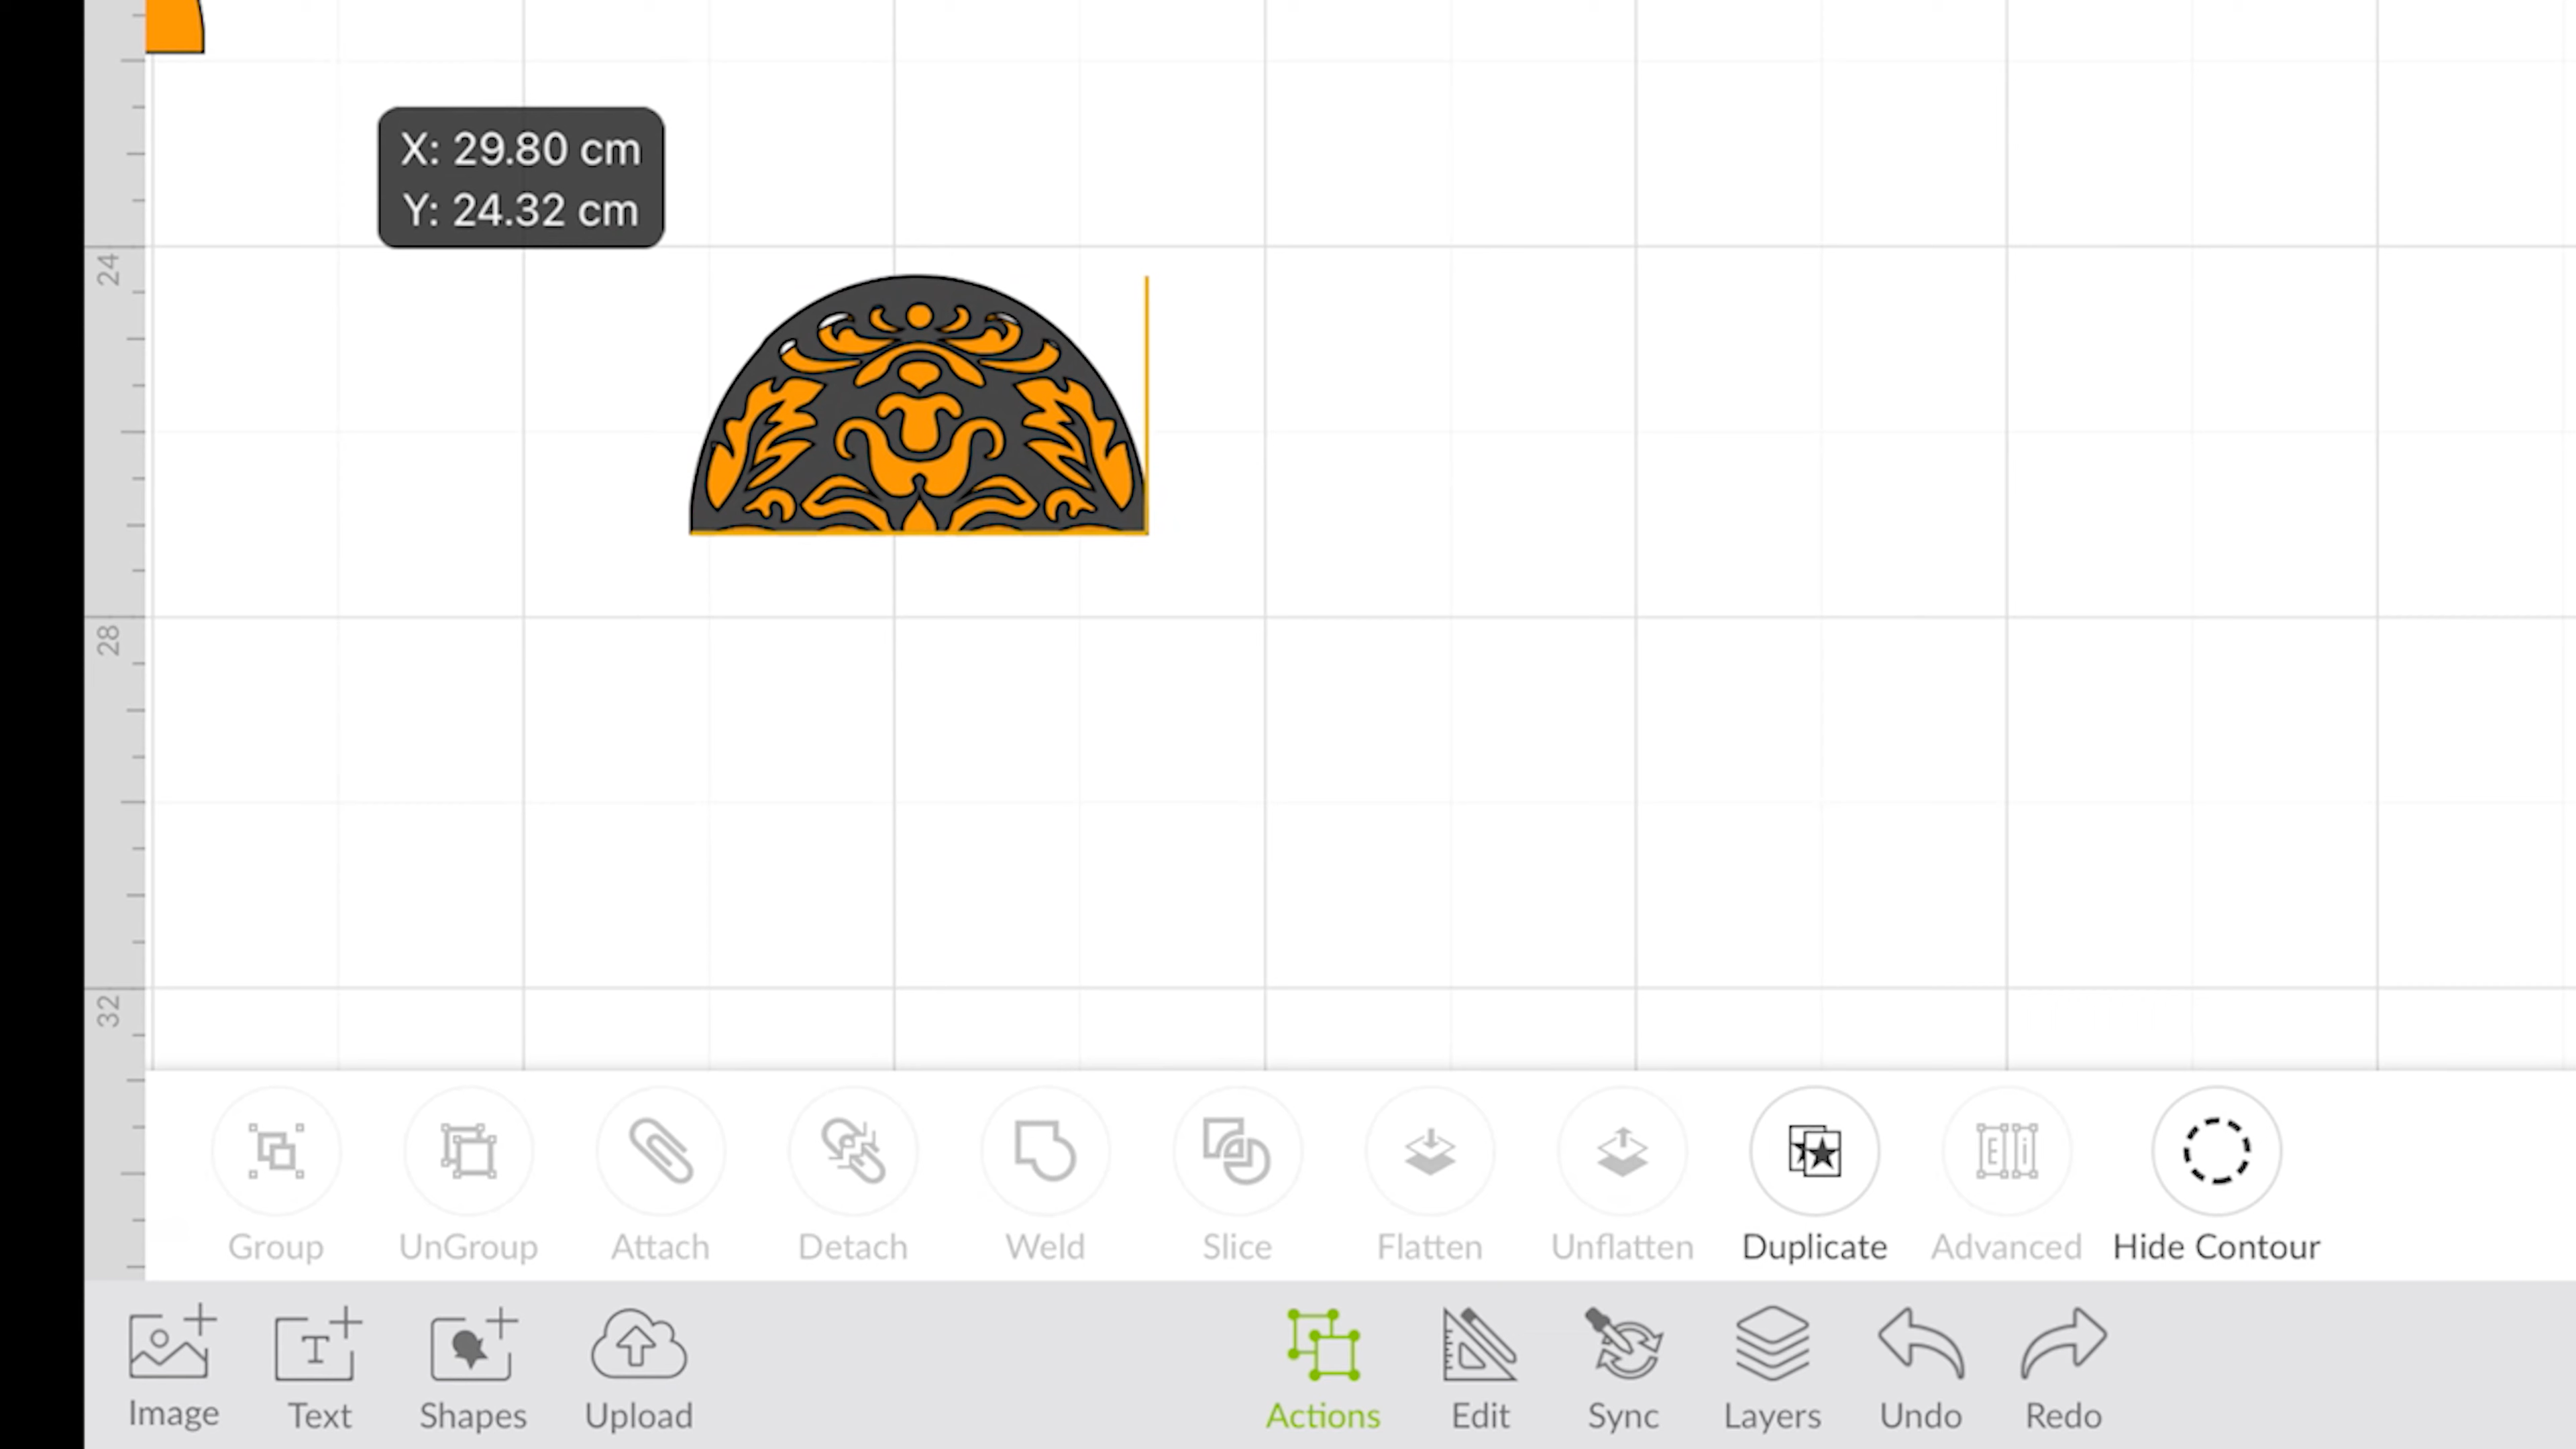 X: 29.80 cm
Y: 24.32 cm
24
28
32
Group UnGroup Attach Detach Weld Slice Flatten Unflatten Duplicate Advanced Hide Contour
Image Text Shapes Upload Actions Edit Sync Layers Undo Redo